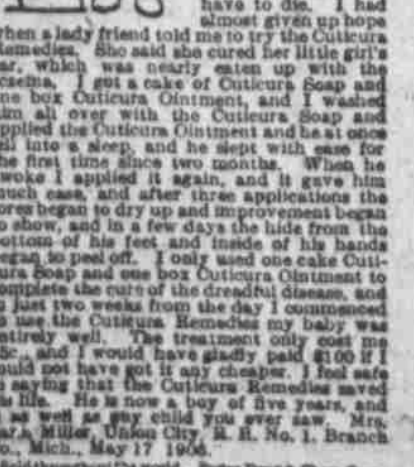 have to die. I had
almost given up hope
when a lady friend told me to try the Cuticura
Remedies. She said she cured her little girl's
ear, which was nearly eaten up with the
eczema. I got a cake of Cuticura Soap and
one box Cuticura Ointment, and I washed
him all over with the Cuticura Soap and
applied the Cuticura Ointment and he at once
fell into a sleep, and he slept with ease for
the first time since two months. When he
awoke I applied it again, and it gave him
much ease, and after three applications the
sores began to dry up and improvement began
to show, and in a few days the hide from the
bottom of his feet and inside of his hands
began to peel off. I only used one cake Cuti-
cura Soap and one box Cuticura Ointment to
complete the cure of the dreadful disease, and
in just two weeks from the day I commenced
to use the Cuticura Remedies my baby was
entirely well. The treatment only cost me
75c., and I would have gladly paid $100 if I
could not have got it any cheaper. I feel safe
in saying that the Cuticura Remedies saved
his life. He is now a boy of five years, and
as well as any child you ever saw. Mrs.
Miller, Union City, R. R. No. 1, Branch
Co., Mich., May 17 1906.